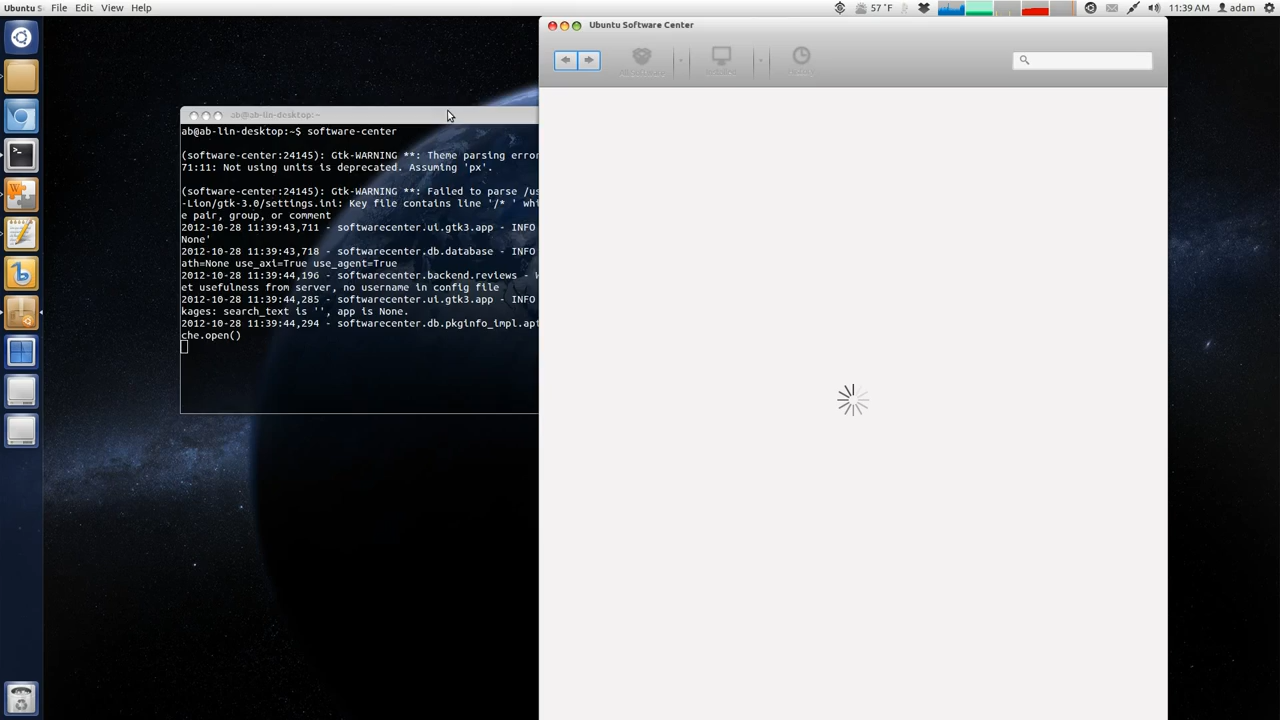 Ubuntu S File Edit View Help
57 °F
11:39 AM adam
Ubuntu Software Center
ab@ab-lin-desktop: ~
ab@ab-lin-desktop:~$ software-center
(software-center:24145): Gtk-WARNING **: Theme parsing error
71:11: Not using units is deprecated. Assuming 'px'.
(software-center:24145): Gtk-WARNING **: Failed to parse /us
-Lion/gtk-3.0/settings.ini: Key file contains line '/* ' whi
e pair, group, or comment
2012-10-28 11:39:43,711 - softwarecenter.ui.gtk3.app - INFO
None'
2012-10-28 11:39:43,718 - softwarecenter.db.database - INFO
ath=None use_axi=True use_agent=True
2012-10-28 11:39:44,196 - softwarecenter.backend.reviews - W
et usefulness from server, no username in config file
2012-10-28 11:39:44,285 - softwarecenter.ui.gtk3.app - INFO
kages: search_text is '', app is None.
2012-10-28 11:39:44,294 - softwarecenter.db.pkginfo_impl.apt
che.open()